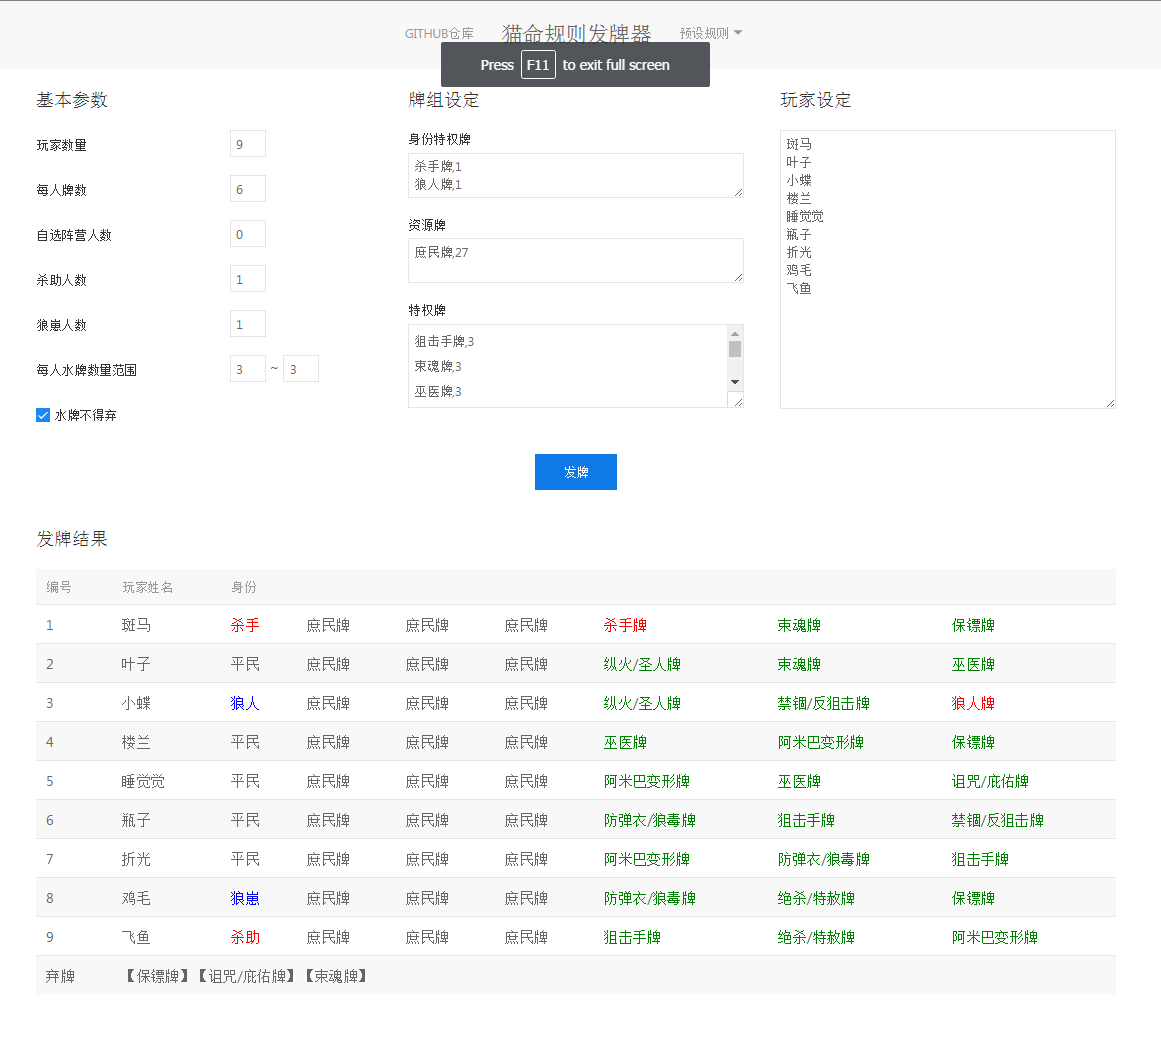 GITHUB仓库 猫命规则发牌器 预设规则
Press F11 to exit full screen
基本参数
玩家数量 9
每人牌数 6
自选阵营人数 0
杀助人数 1
狼崽人数 1
每人水牌数量范围 3 ~ 3
水牌不得弃
牌组设定
身份特权牌
杀手牌,1
狼人牌,1
资源牌
庶民牌,27
特权牌
狙击手牌,3
束魂牌,3
巫医牌,3
玩家设定
斑马
叶子
小蝶
楼兰
睡觉觉
瓶子
折光
鸡毛
飞鱼
发牌
发牌结果
编号 玩家姓名 身份
1 斑马 杀手 庶民牌 庶民牌 庶民牌 杀手牌 束魂牌 保镖牌
2 叶子 平民 庶民牌 庶民牌 庶民牌 纵火/圣人牌 束魂牌 巫医牌
3 小蝶 狼人 庶民牌 庶民牌 庶民牌 纵火/圣人牌 禁锢/反狙击牌 狼人牌
4 楼兰 平民 庶民牌 庶民牌 庶民牌 巫医牌 阿米巴变形牌 保镖牌
5 睡觉觉 平民 庶民牌 庶民牌 庶民牌 阿米巴变形牌 巫医牌 诅咒/庇佑牌
6 瓶子 平民 庶民牌 庶民牌 庶民牌 防弹衣/狼毒牌 狙击手牌 禁锢/反狙击牌
7 折光 平民 庶民牌 庶民牌 庶民牌 阿米巴变形牌 防弹衣/狼毒牌 狙击手牌
8 鸡毛 狼崽 庶民牌 庶民牌 庶民牌 防弹衣/狼毒牌 绝杀/特赦牌 保镖牌
9 飞鱼 杀助 庶民牌 庶民牌 庶民牌 狙击手牌 绝杀/特赦牌 阿米巴变形牌
弃牌 【保镖牌】【诅咒/庇佑牌】【束魂牌】